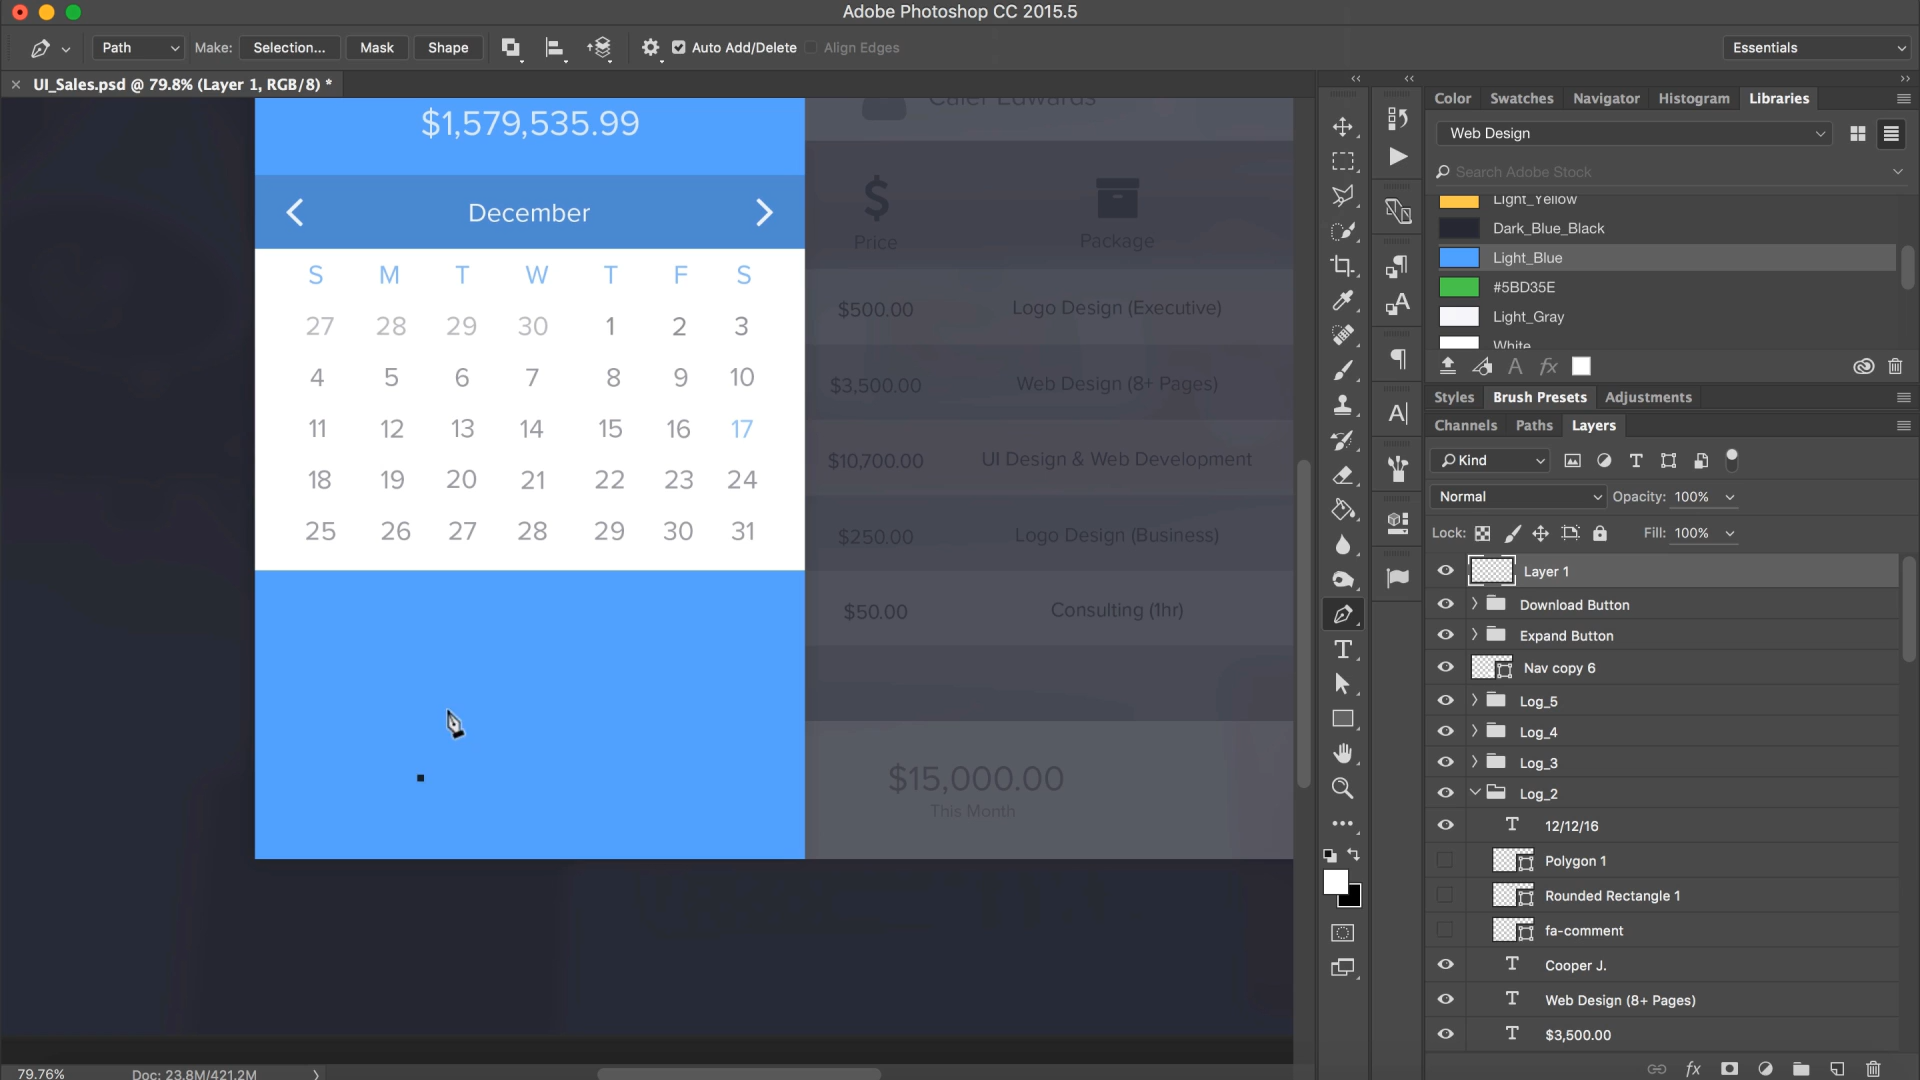 Adobe Photoshop CC 2015.5
Path Make: Selection... Mask Shape Auto Add/Delete Align Edges Essentials
UI_Sales.psd @ 79.8% (Layer 1, RGB/8) *
$1,579,535.99
December
S M T W T F S
27 28 29 30 1 2 3
4 5 6 7 8 9 10
11 12 13 14 15 16 17
18 19 20 21 22 23 24
25 26 27 28 29 30 31
Caler Edwards
Price Package
$500.00 Logo Design (Executive)
$3,500.00 Web Design (8+ Pages)
$10,700.00 UI Design & Web Development
$250.00 Logo Design (Business)
$50.00 Consulting (1hr)
$15,000.00
This Month
Color Swatches Navigator Histogram Libraries
Web Design
Search Adobe Stock
Light_Yellow
Dark_Blue_Black
Light_Blue
#5BD35E
Light_Gray
White
Styles Brush Presets Adjustments
Channels Paths Layers
Kind
Normal Opacity: 100%
Lock: Fill: 100%
Layer 1
Download Button
Expand Button
Nav copy 6
Log_5
Log_4
Log_3
Log_2
12/12/16
Polygon 1
Rounded Rectangle 1
fa-comment
Cooper J.
Web Design (8+ Pages)
$3,500.00
79.76% Doc: 23.8M/421.2M